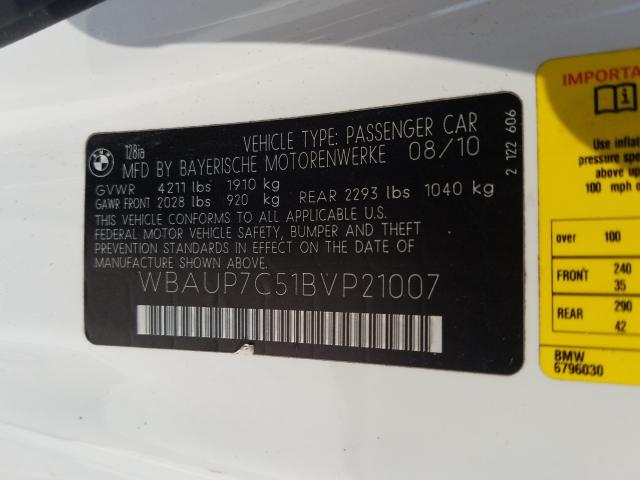 128ia
VEHICLE TYPE: PASSENGER CAR
MFD BY BAYERISCHE MOTORENWERKE 08/10
GVWR 4211 lbs 1910 kg
GAWR FRONT 2028 lbs 920 kg REAR 2293 lbs 1040 kg
THIS VEHICLE CONFORMS TO ALL APPLICABLE U.S.
FEDERAL MOTOR VEHICLE SAFETY, BUMPER AND THEFT
PREVENTION STANDARDS IN EFFECT ON THE DATE OF
MANUFACTURE SHOWN ABOVE.
WBAUP7C51BVP21007
2 122 606
IMPORTA
Use inflat
pressure spe
above up
100 mph
over 100
FRONT 240
35
REAR 290
42
BMW
6796030